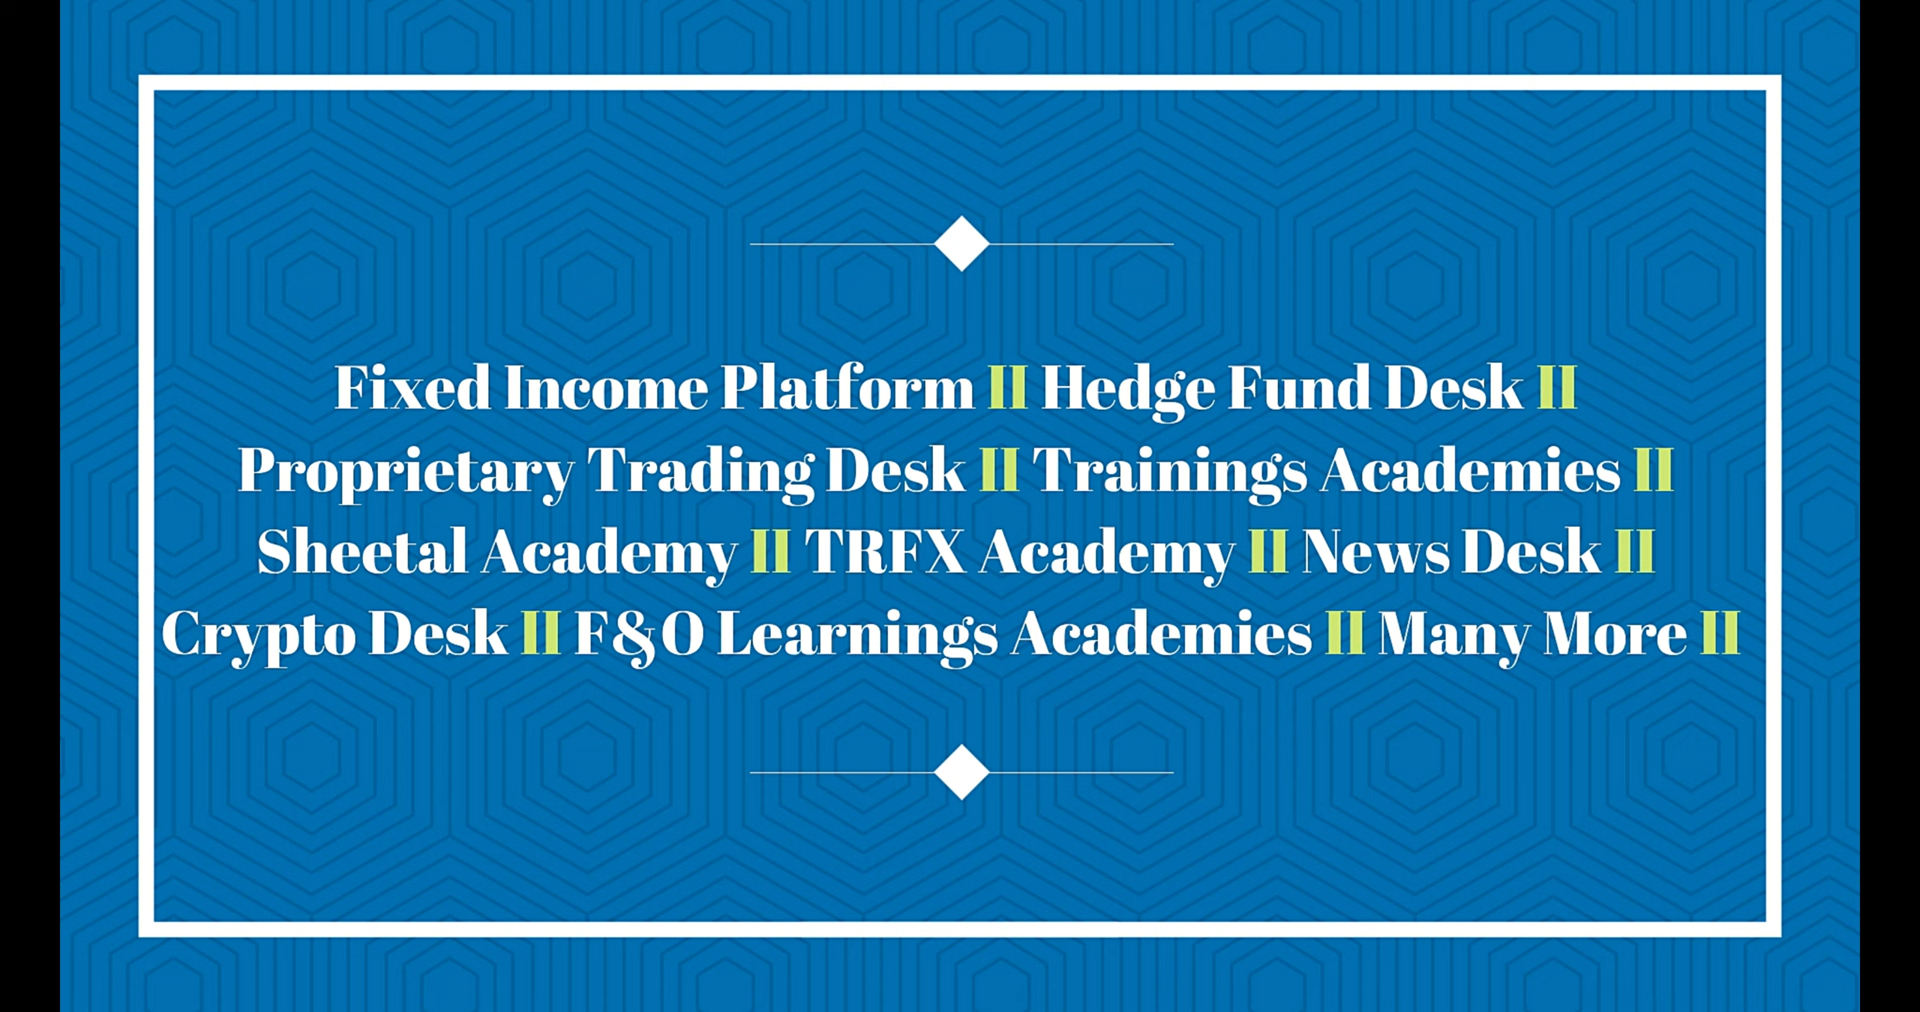 Fixed Income Platform II Hedge Fund Desk II
Proprietary Trading Desk II Trainings Academies II
Sheetal Academy II TRFX Academy II News Desk II
Crypto Desk II F&O Learnings Academies II Many More II